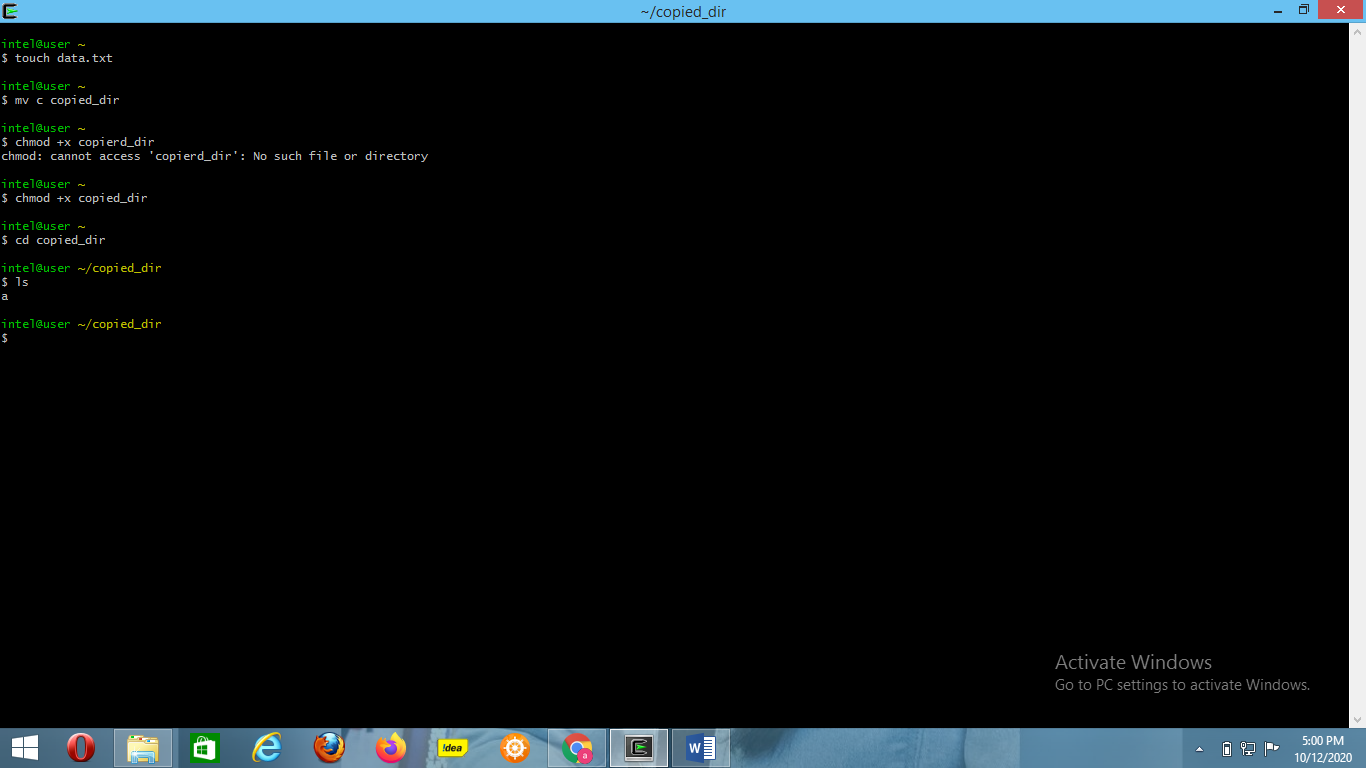 ~/copied_dir
intel@user ~
$ touch data.txt
intel@user ~
$ mv c copied_dir
intel@user ~
$ chmod +x copierd_dir
chmod: cannot access 'copierd_dir': No such file or directory
intel@user ~
$ chmod +x copied_dir
intel@user ~
$ cd copied_dir
intel@user ~/copied_dir
$ ls
a
intel@user ~/copied_dir
$
Activate Windows
Go to PC settings to activate Windows.
!dea
a
W
5:00 PM
10/12/2020